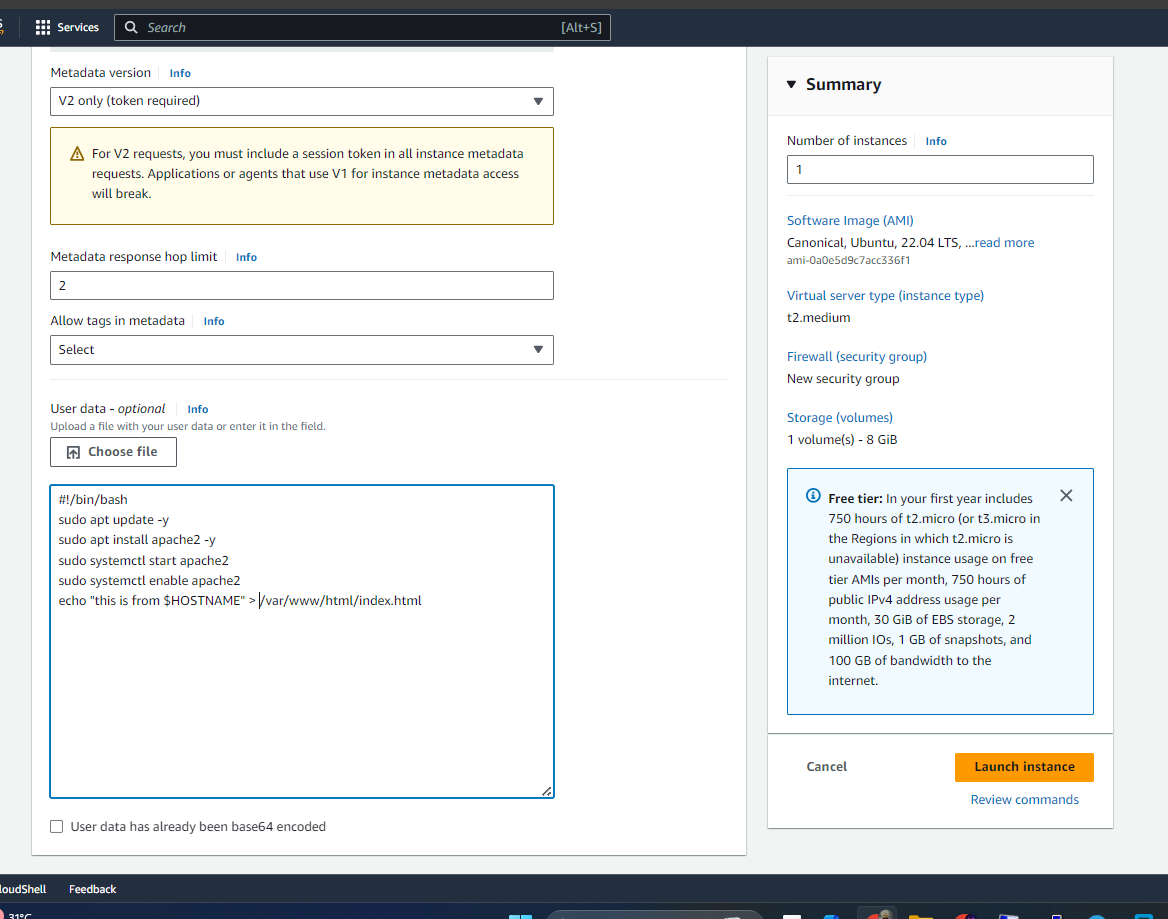 Services
Search
[Alt+S]
Metadata version Info
V2 only (token required)
For V2 requests, you must include a session token in all instance metadata
requests. Applications or agents that use V1 for instance metadata access
will break.
Metadata response hop limit Info
2
Allow tags in metadata Info
Select
User data - optional Info
Upload a file with your user data or enter it in the field.
Choose file
#!/bin/bash
sudo apt update -y
sudo apt install apache2 -y
sudo systemctl start apache2
sudo systemctl enable apache2
echo "this is from $HOSTNAME" > /var/www/html/index.html
User data has already been base64 encoded
Summary
Number of instances Info
1
Software Image (AMI)
Canonical, Ubuntu, 22.04 LTS, ...read more
ami-0a0e5d9c7acc336f1
Virtual server type (instance type)
t2.medium
Firewall (security group)
New security group
Storage (volumes)
1 volume(s) - 8 GiB
Free tier: In your first year includes
750 hours of t2.micro (or t3.micro in
the Regions in which t2.micro is
unavailable) instance usage on free
tier AMIs per month, 750 hours of
public IPv4 address usage per
month, 30 GiB of EBS storage, 2
million IOs, 1 GB of snapshots, and
100 GB of bandwidth to the
internet.
Cancel
Launch instance
Review commands
loudShell
Feedback
31°C